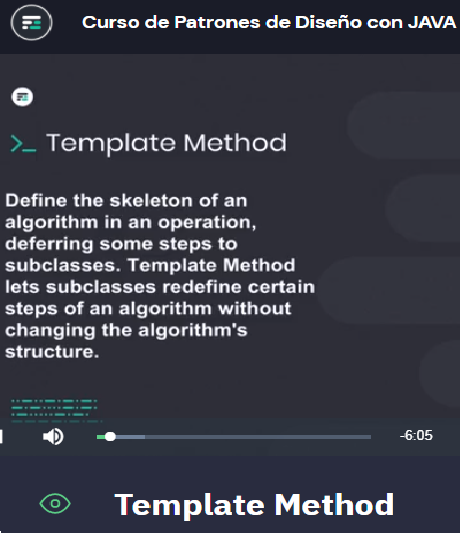 Curso de Patrones de Diseño con JAVA
>_ Template Method
Define the skeleton of an
algorithm in an operation,
deferring some steps to
subclasses. Template Method
lets subclasses redefine certain
steps of an algorithm without
changing the algorithm's
structure.
-6:05
Template Method